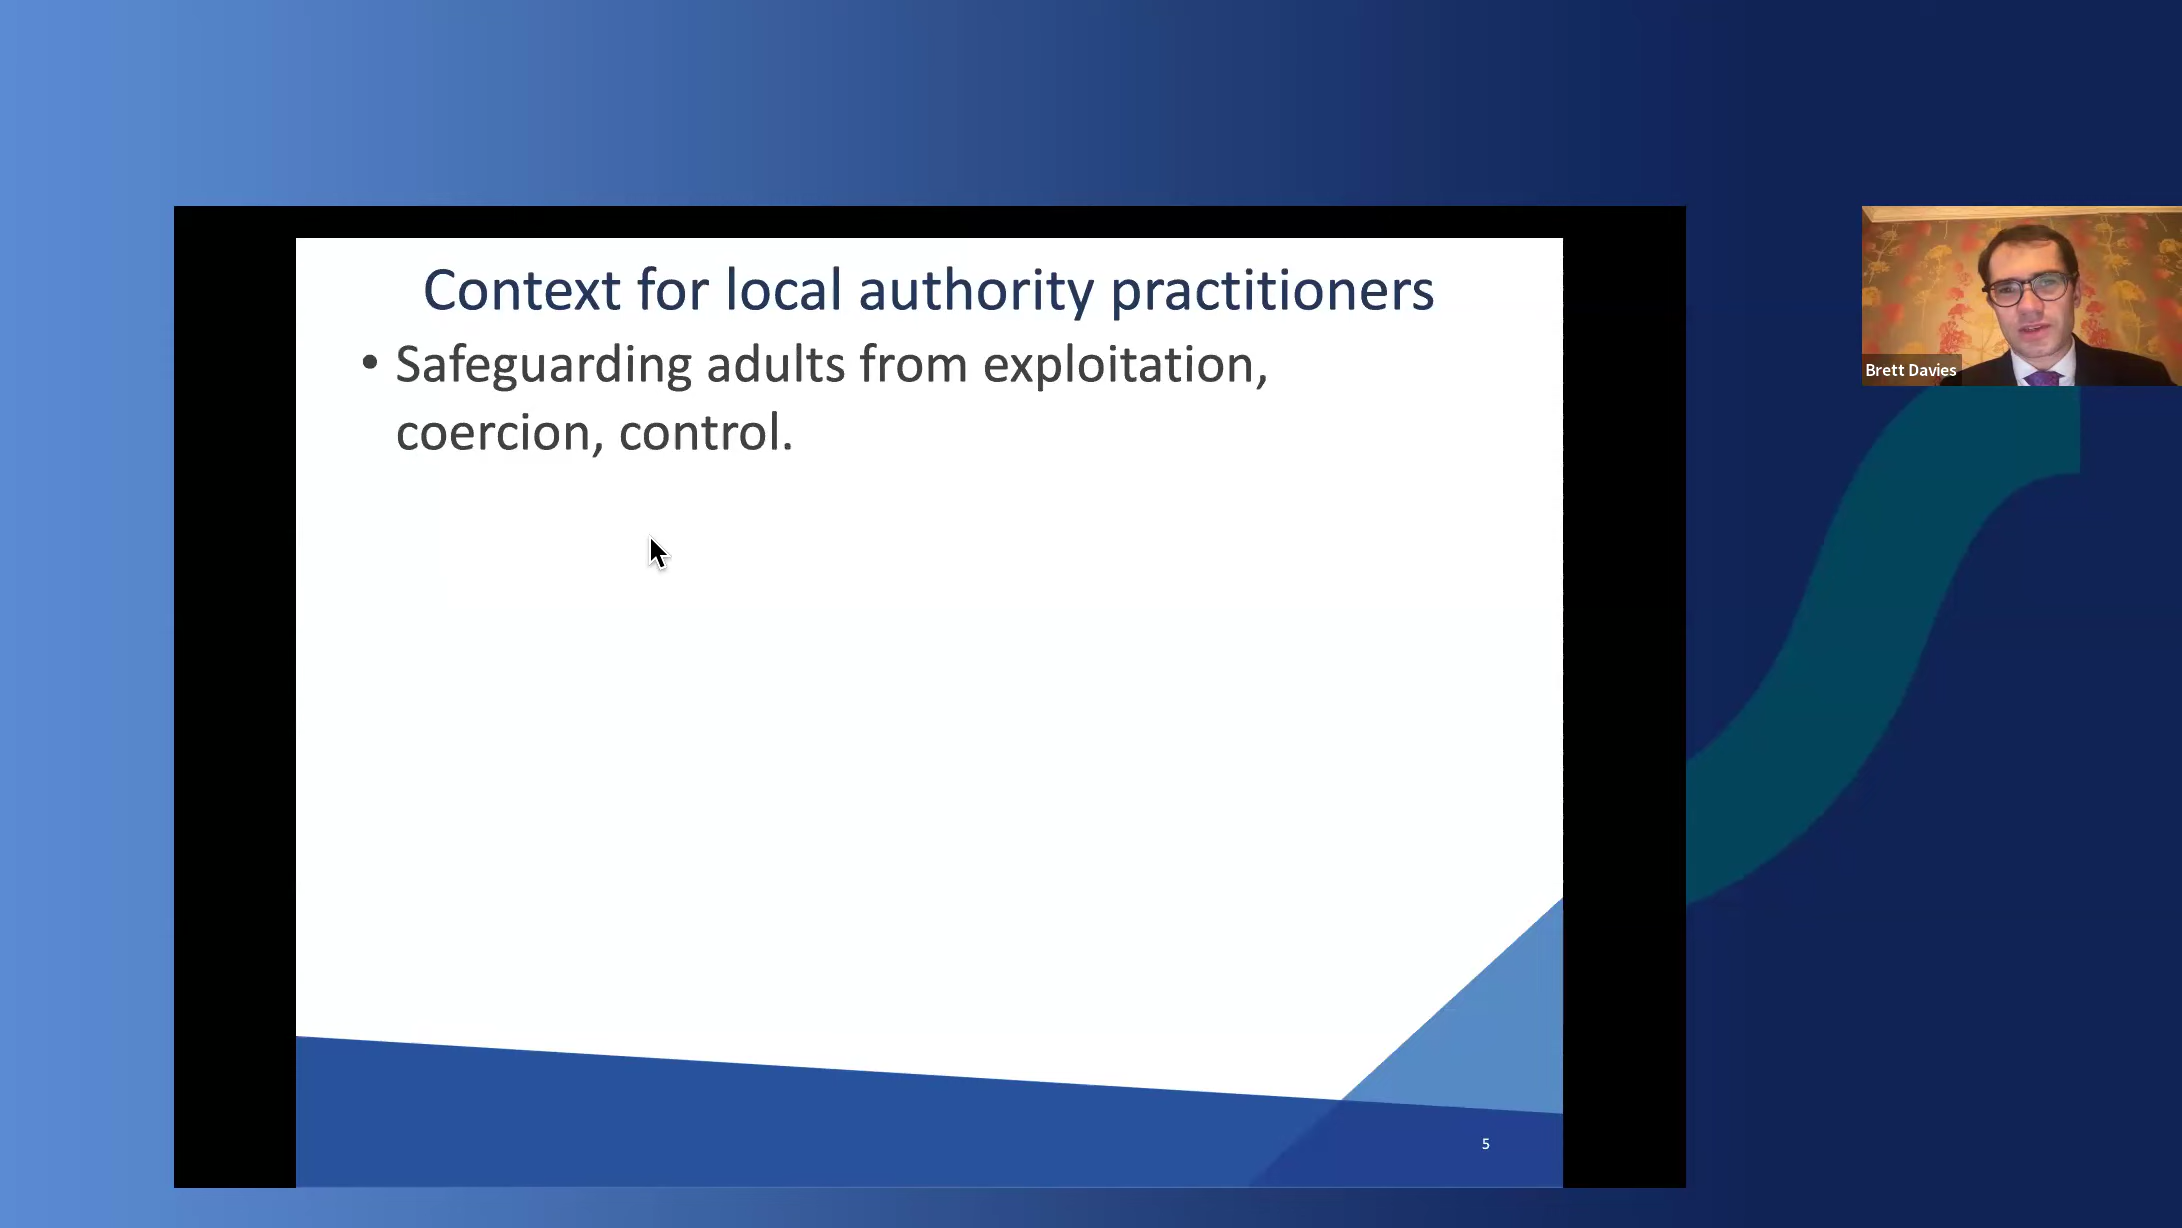 Context for local authority practitioners
• Safeguarding adults from exploitation,
coercion, control.
Brett Davies
5